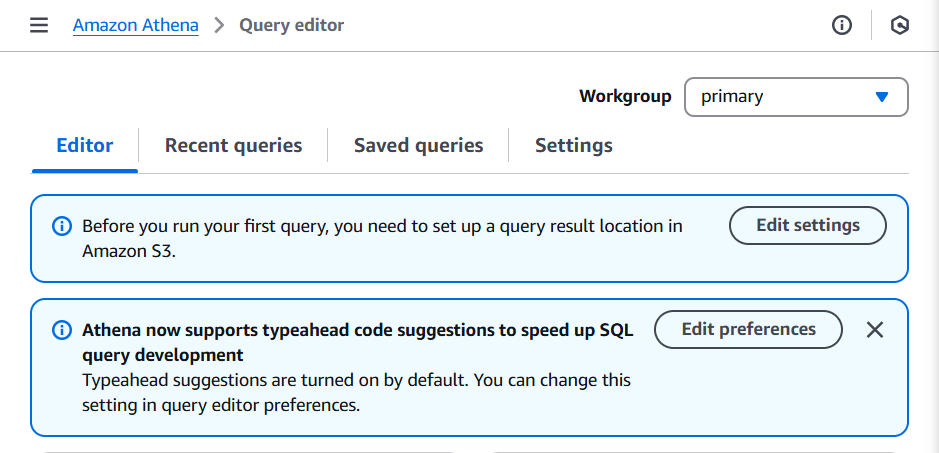 Amazon Athena > Query editor
Workgroup primary
Editor Recent queries Saved queries Settings
Before you run your first query, you need to set up a query result location in
Amazon S3.
Edit settings
Athena now supports typeahead code suggestions to speed up SQL
query development
Typeahead suggestions are turned on by default. You can change this
setting in query editor preferences.
Edit preferences